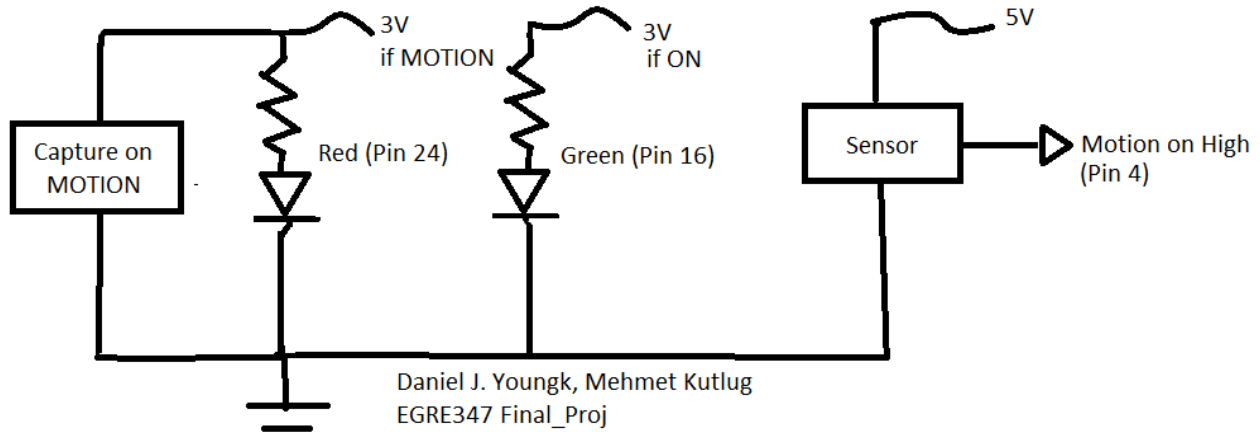 3V
if MOTION
3V
if ON
5V
Capture on
MOTION
Red (Pin 24)
Green (Pin 16)
Sensor
Motion on High
(Pin 4)
Daniel J. Youngk, Mehmet Kutlug
EGRE347 Final_Proj